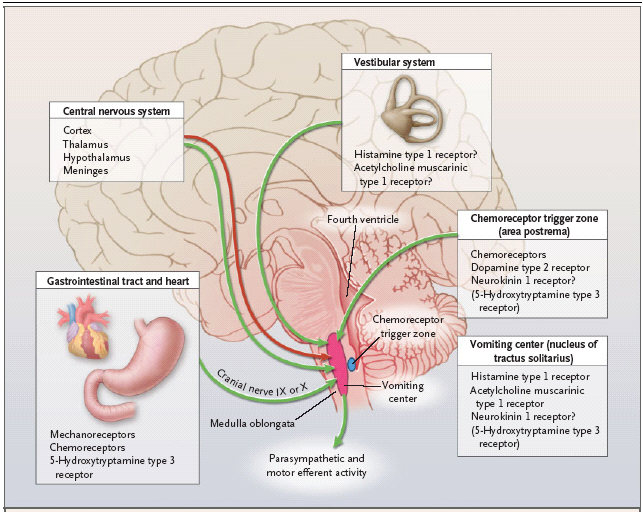 Vestibular system
Histamine type 1 receptor?
Acetylcholine muscarinic
type 1 receptor?
Central nervous system
Cortex
Thalamus
Hypothalamus
Meninges
Fourth ventricle
Chemoreceptor trigger zone
(area postrema)
Chemoreceptors
Dopamine type 2 receptor
Neurokinin 1 receptor?
(5-Hydroxytryptamine type 3
receptor)
Gastrointestinal tract and heart
Mechanoreceptors
Chemoreceptors
5-Hydroxytryptamine type 3
receptor
Chemoreceptor
trigger zone
Vomiting center (nucleus of
tractus solitarius)
Histamine type 1 receptor
Acetylcholine muscarinic
type 1 receptor
Neurokinin 1 receptor?
(5-Hydroxytryptamine type 3
receptor)
Cranial nerve IX or X
Vomiting
center
Medulla oblongata
Parasympathetic and
motor efferent activity